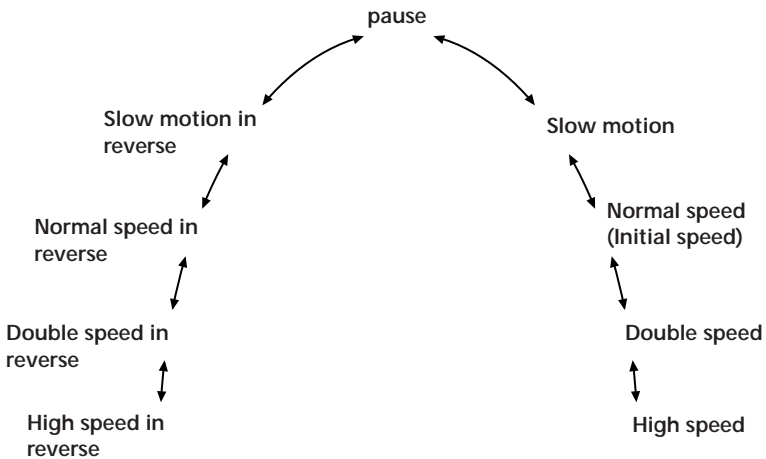 pause
Slow motion in
reverse
Slow motion
Normal speed in
reverse
Normal speed
(Initial speed)
Double speed in
reverse
Double speed
High speed in
reverse
High speed